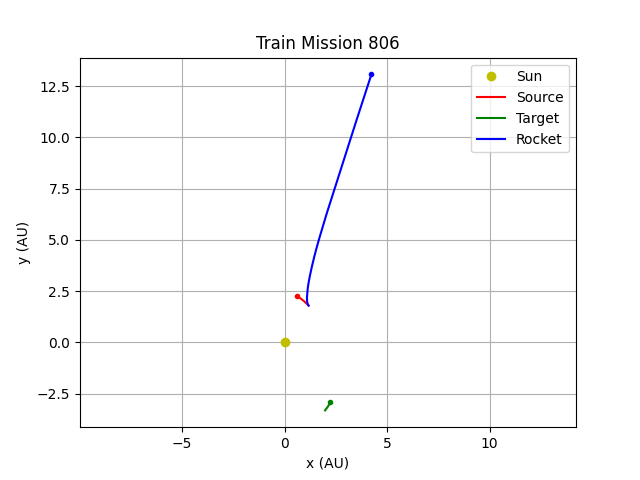 Train Mission 806
Sun
Source
Target
Rocket
12.5
10.0
7.5
5.0
2.5
0.0
−2.5
y (AU)
−5
0
5
10
x (AU)